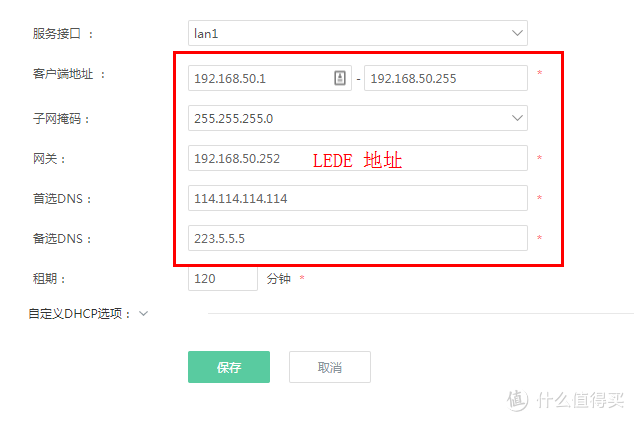 服务接口 : lan1
客户端地址 : 192.168.50.1 - 192.168.50.255 *
子网掩码 : 255.255.255.0
网关 : 192.168.50.252 LEDE 地址 *
首选DNS : 114.114.114.114 *
备选DNS : 223.5.5.5 *
租期 : 120 分钟 *
自定义DHCP选项 :
保存 取消
值 什么值得买